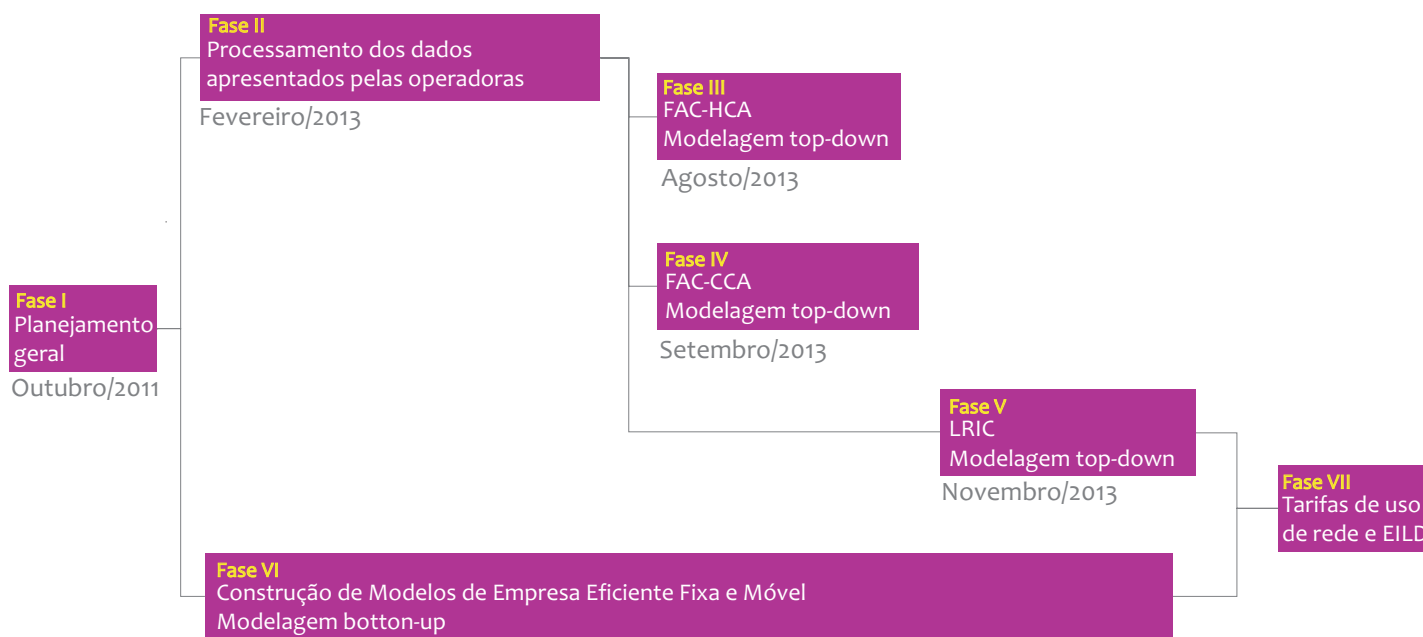 Fase II
Processamento dos dados
apresentados pelas operadoras
Fevereiro/2013
Fase III
FAC-HCA
Modelagem top-down
Agosto/2013
Fase IV
FAC-CCA
Modelagem top-down
Setembro/2013
Fase I
Planejamento
geral
Outubro/2011
Fase V
LRIC
Modelagem top-down
Novembro/2013
Fase VII
Tarifas de uso
de rede e EILD
Fase VI
Construção de Modelos de Empresa Eficiente Fixa e Móvel
Modelagem botton-up